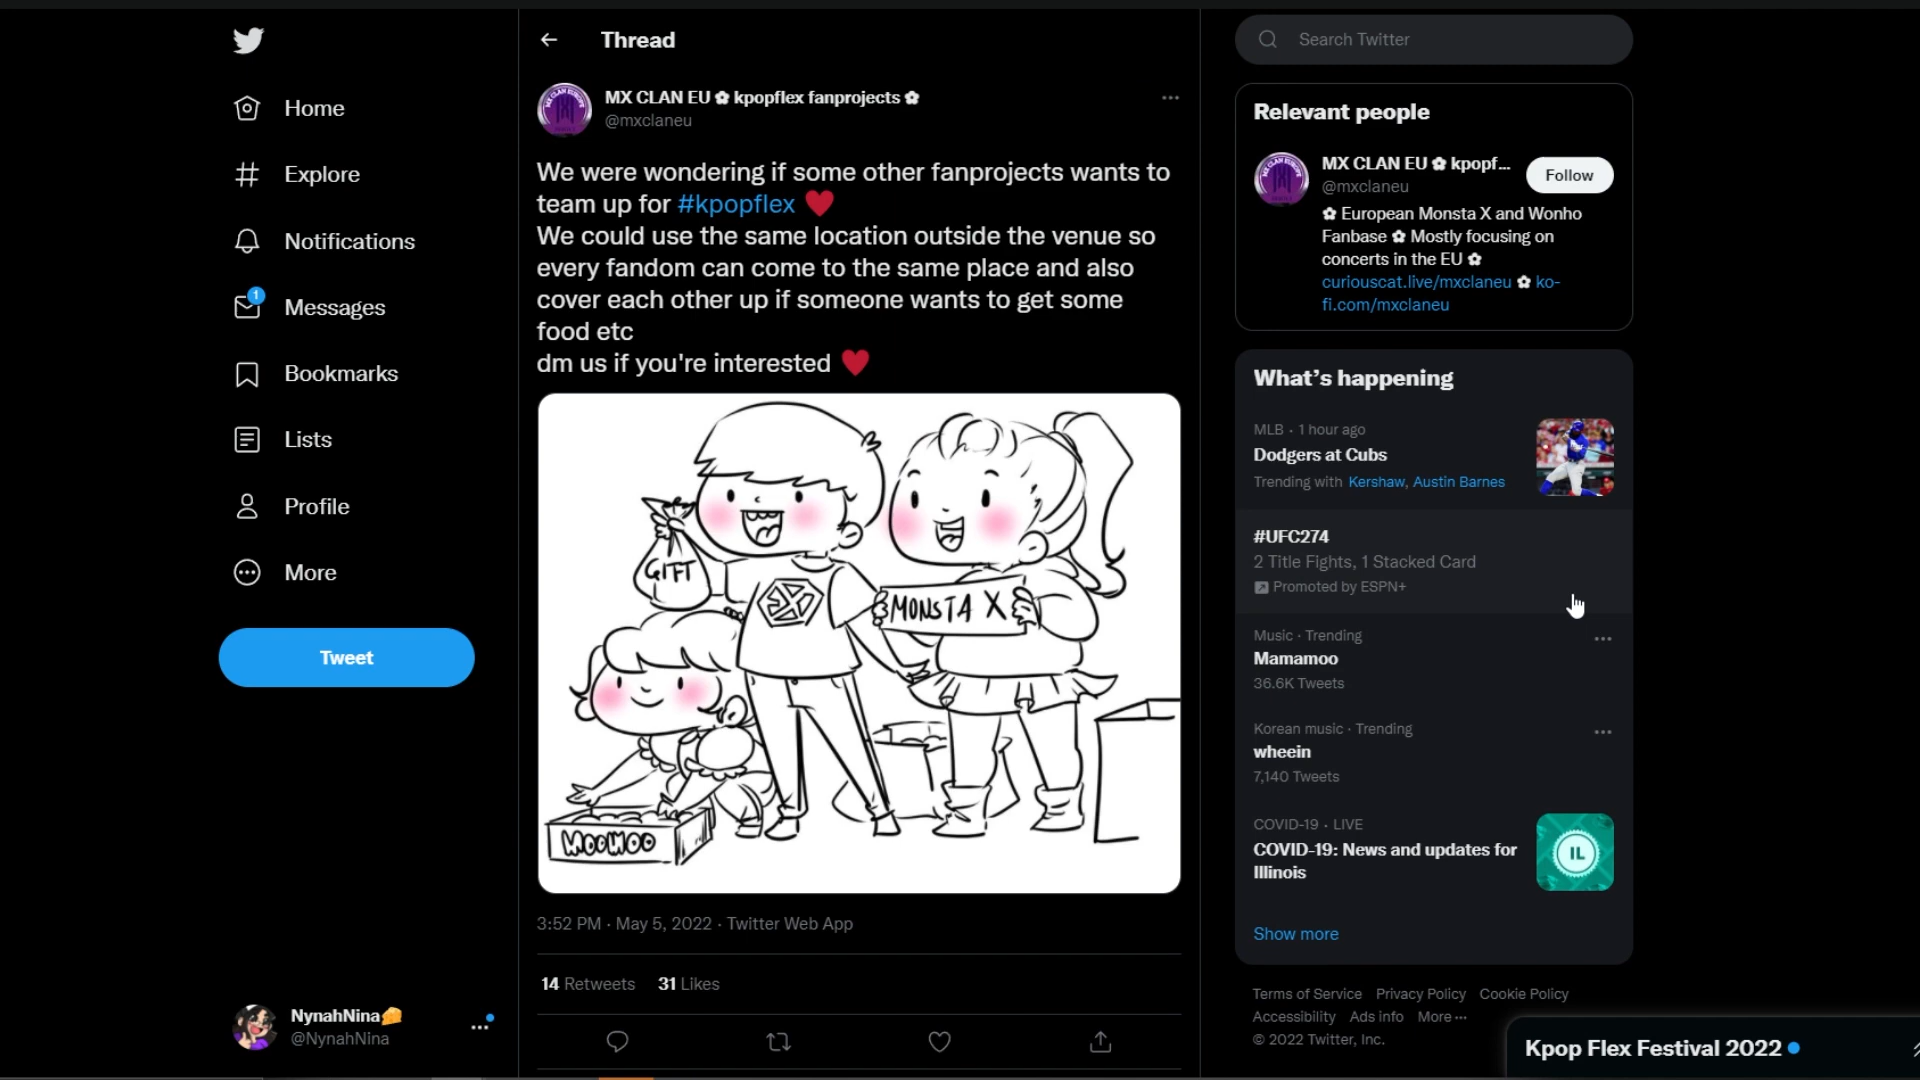 Home
Explore
Notifications
1
Messages
Bookmarks
Lists
Profile
More
Tweet
NynahNina
@NynahNina
Thread
MX CLAN EU ✿ kpopflex fanprojects ✿
@mxclaneu
We were wondering if some other fanprojects wants to
team up for #kpopflex ♥
We could use the same location outside the venue so
every fandom can come to the same place and also
cover each other up if someone wants to get some
food etc
dm us if you're interested ♥
GIFT
MONSTA X
WOOWOO
3:52 PM · May 5, 2022 · Twitter Web App
14 Retweets 31 Likes
Search Twitter
Relevant people
MX CLAN EU ✿ kpopf...
@mxclaneu
Follow
✿ European Monsta X and Wonho
Fanbase ✿ Mostly focusing on
concerts in the EU ✿
curiouscat.live/mxclaneu ✿ ko-
fi.com/mxclaneu
What's happening
MLB · 1 hour ago
Dodgers at Cubs
Trending with Kershaw, Austin Barnes
#UFC274
2 Title Fights, 1 Stacked Card
Promoted by ESPN+
Music · Trending
Mamamoo
36.6K Tweets
Korean music · Trending
wheein
7,140 Tweets
COVID-19 · LIVE
COVID-19: News and updates for
Illinois
IL
Show more
Terms of Service Privacy Policy Cookie Policy
Accessibility Ads info More ···
© 2022 Twitter, Inc.
Kpop Flex Festival 2022